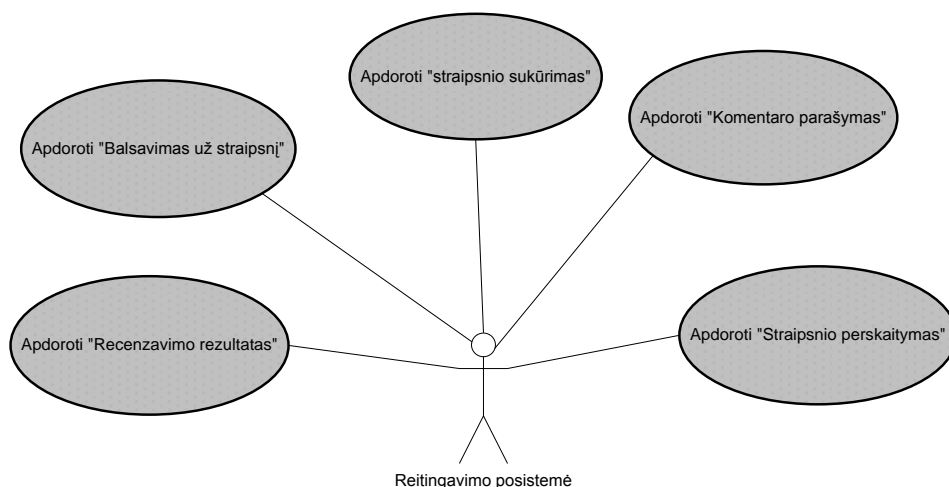 Apdoroti "straipsnio sukūrimas"
Apdoroti "Komentaro parašymas"
Apdoroti "Balsavimas už straipsnį"
Apdoroti "Straipsnio perskaitymas"
Apdoroti "Recenzavimo rezultatas"
Reitingavimo posistemė